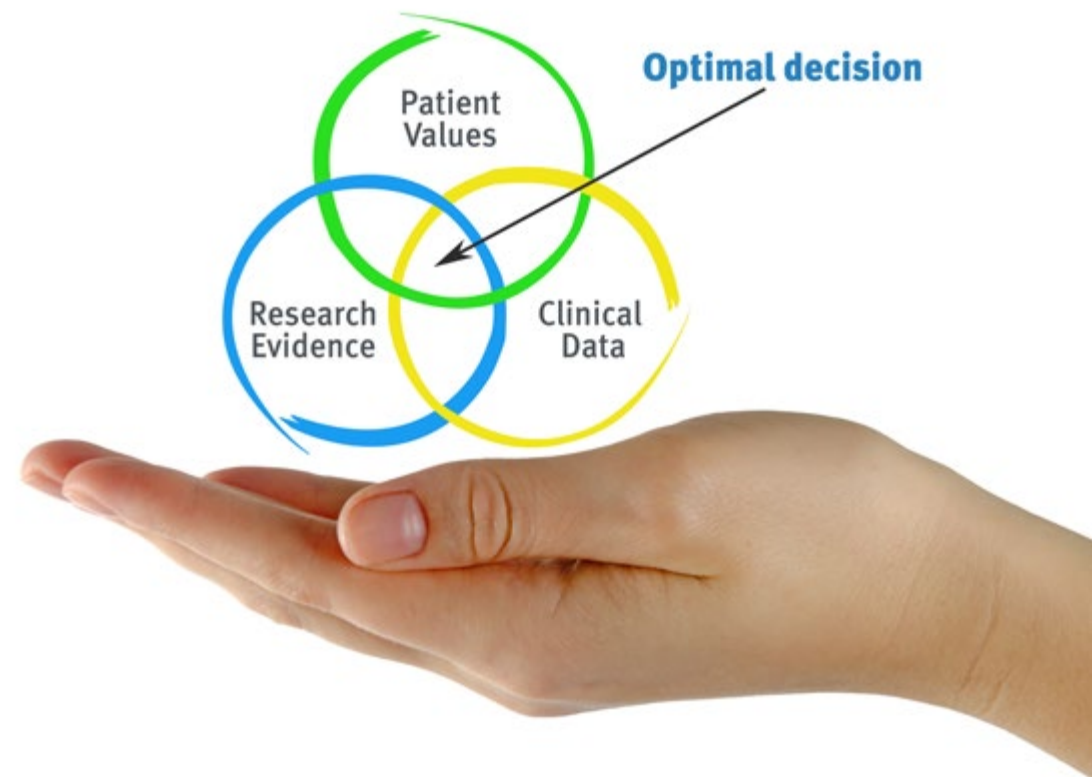 Patient
Values
Optimal decision
Research
Evidence
Clinical
Data